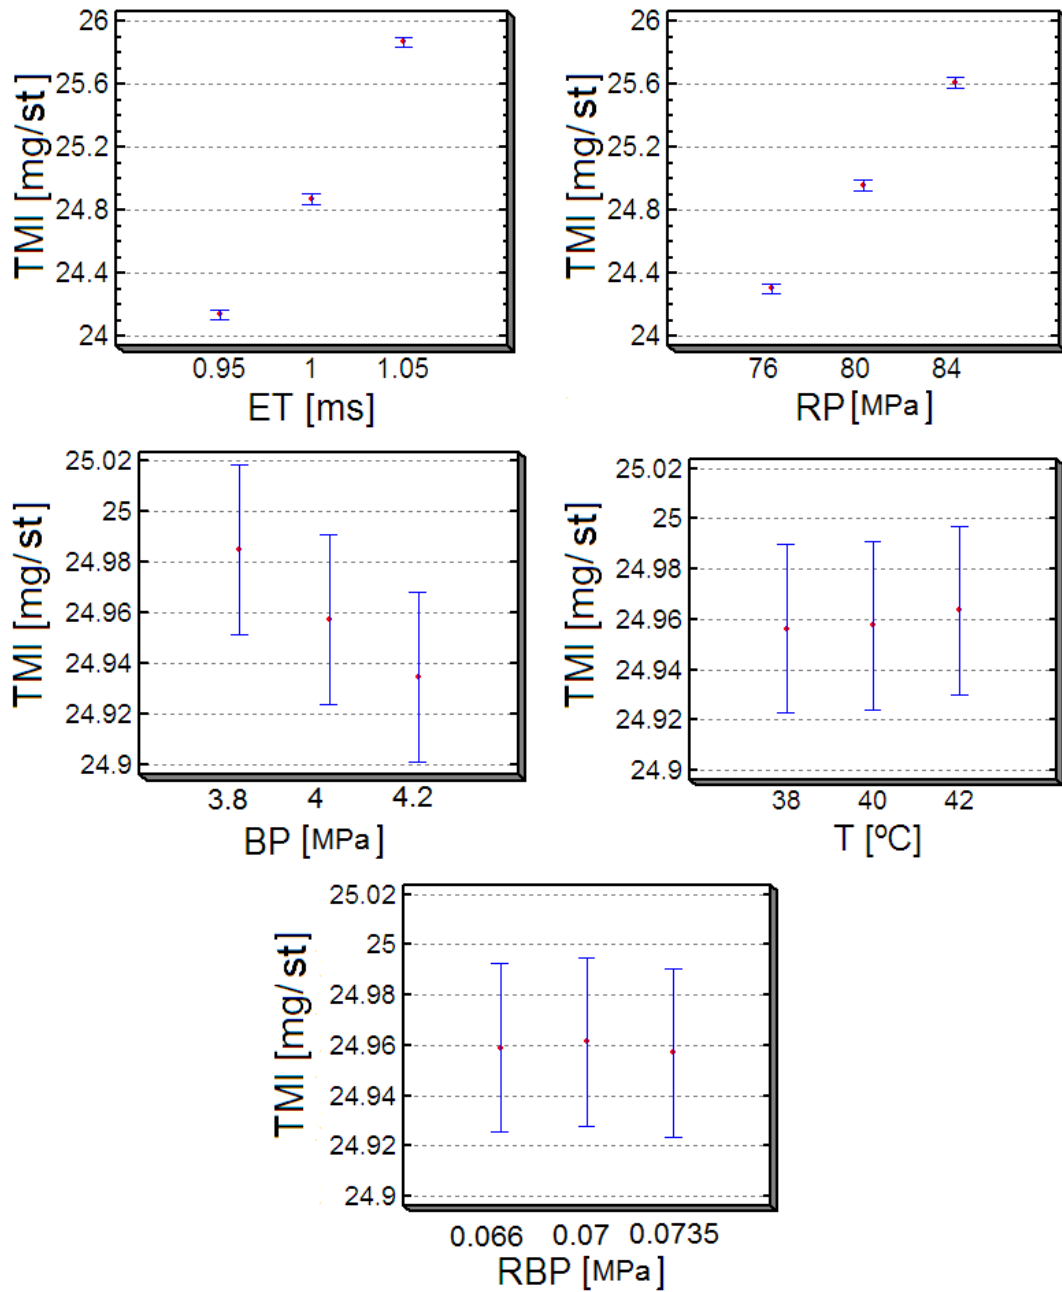 26
25.6
25.2
24.8
24.4
24
TMI [mg/st]
0.95 1 1.05
ET [ms]
26
25.6
25.2
24.8
24.4
24
TMI [mg/st]
76 80 84
RP [MPa]
25.02
25
24.98
24.96
24.94
24.92
24.9
TMI [mg/st]
3.8 4 4.2
BP [MPa]
25.02
25
24.98
24.96
24.94
24.92
24.9
TMI [mg/st]
38 40 42
T [ºC]
25.02
25
24.98
24.96
24.94
24.92
24.9
TMI [mg/st]
0.066 0.07 0.0735
RBP [MPa]